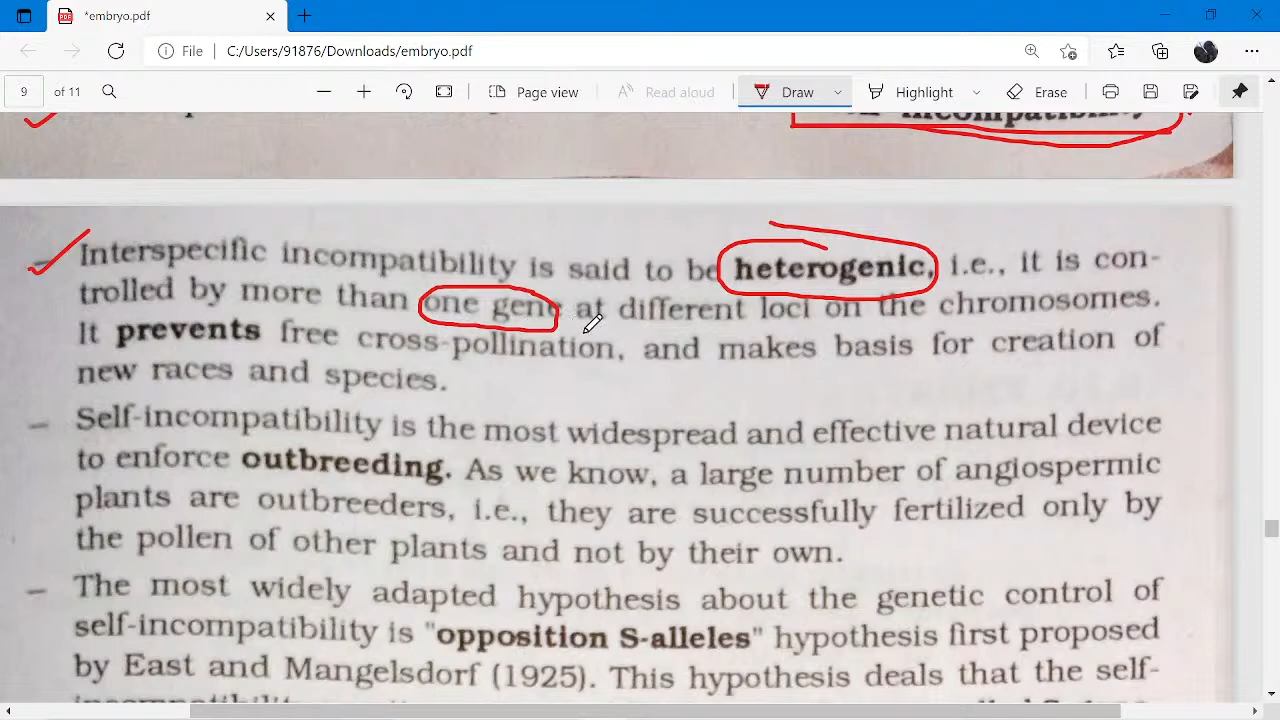 *embryo.pdf
File C:/Users/91876/Downloads/embryo.pdf
9 of 11 Page view Read aloud Draw Highlight Erase
incompatibility
Interspecific incompatibility is said to be heterogenic, i.e., it is con-
trolled by more than one gene at different loci on the chromosomes.
It prevents free cross-pollination, and makes basis for creation of
new races and species.
– Self-incompatibility is the most widespread and effective natural device
to enforce outbreeding. As we know, a large number of angiospermic
plants are outbreeders, i.e., they are successfully fertilized only by
the pollen of other plants and not by their own.
– The most widely adapted hypothesis about the genetic control of
self-incompatibility is "opposition S-alleles" hypothesis first proposed
by East and Mangelsdorf (1925). This hypothesis deals that the self-